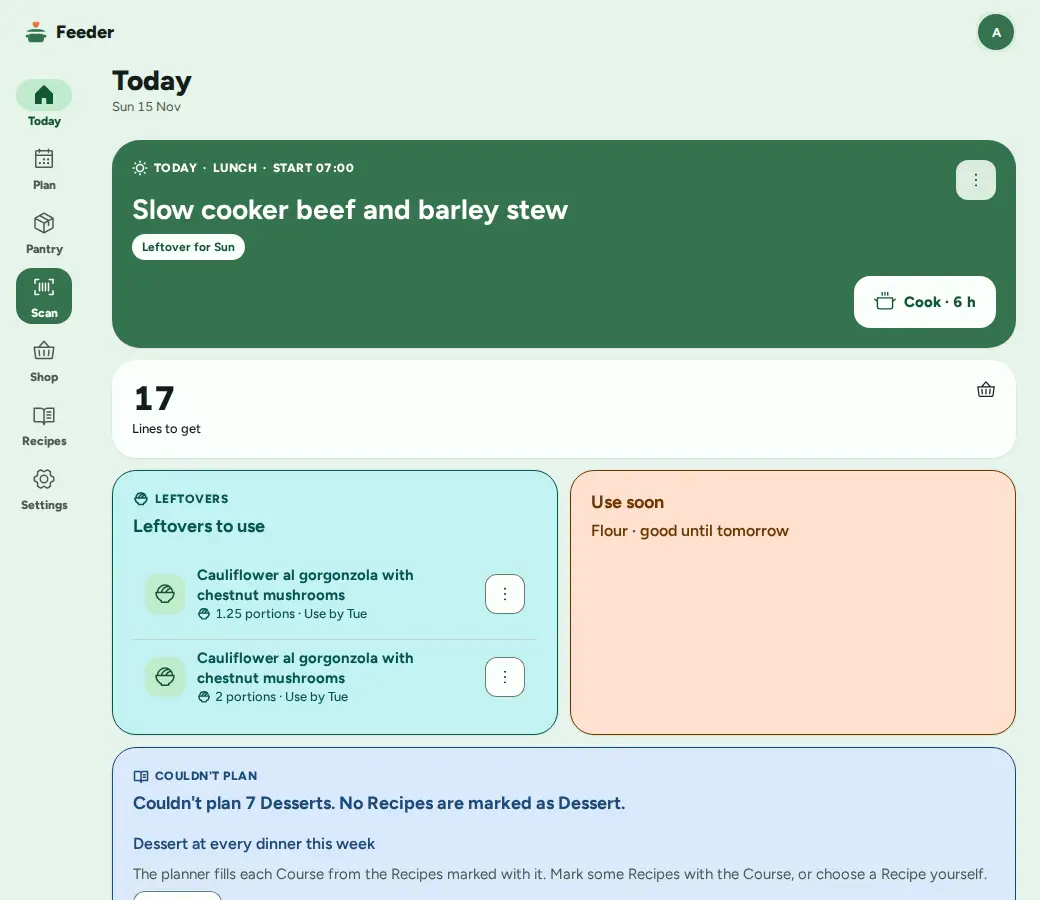 Feeder
A
Today
Sun 15 Nov
Today
Plan
Pantry
Scan
Shop
Recipes
Settings
TODAY · LUNCH · START 07:00
Slow cooker beef and barley stew
Leftover for Sun
Cook · 6 h
17
Lines to get
LEFTOVERS
Leftovers to use
Cauliflower al gorgonzola with
chestnut mushrooms
1.25 portions · Use by Tue
Cauliflower al gorgonzola with
chestnut mushrooms
2 portions · Use by Tue
Use soon
Flour · good until tomorrow
COULDN'T PLAN
Couldn't plan 7 Desserts. No Recipes are marked as Dessert.
Dessert at every dinner this week
The planner fills each Course from the Recipes marked with it. Mark some Recipes with the Course, or choose a Recipe yourself.